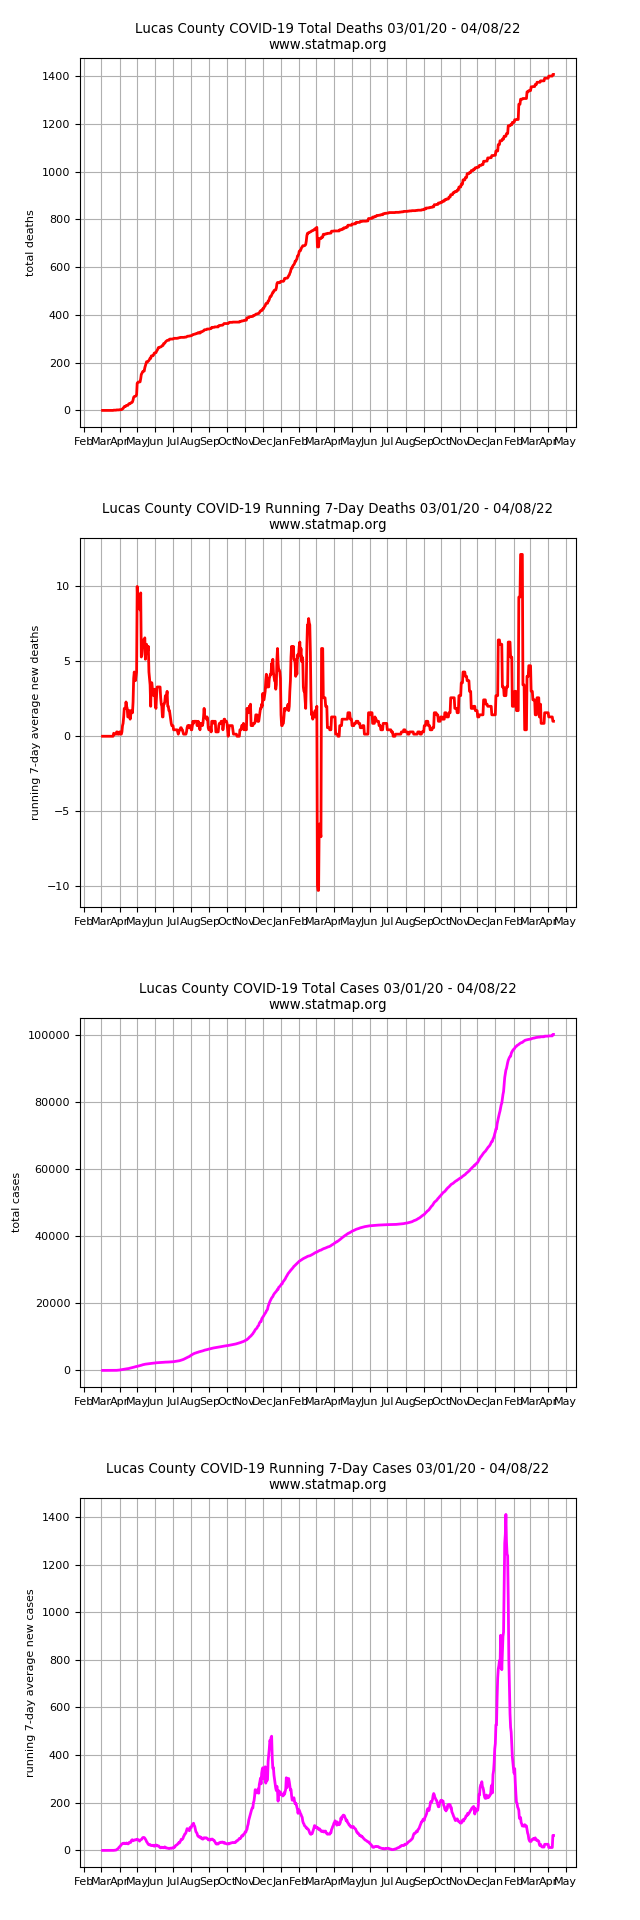 Lucas County COVID-19 Total Deaths 03/01/20 - 04/08/22
www.statmap.org
1400
1200
1000
800
600
400
200
0
total deaths
Feb Mar Apr May Jun Jul Aug Sep Oct Nov Dec Jan Feb Mar Apr May Jun Jul Aug Sep Oct Nov Dec Jan Feb Mar Apr May
Lucas County COVID-19 Running 7-Day Deaths 03/01/20 - 04/08/22
www.statmap.org
10
5
0
−5
−10
running 7-day average new deaths
Feb Mar Apr May Jun Jul Aug Sep Oct Nov Dec Jan Feb Mar Apr May Jun Jul Aug Sep Oct Nov Dec Jan Feb Mar Apr May
Lucas County COVID-19 Total Cases 03/01/20 - 04/08/22
www.statmap.org
100000
80000
60000
40000
20000
0
total cases
Feb Mar Apr May Jun Jul Aug Sep Oct Nov Dec Jan Feb Mar Apr May Jun Jul Aug Sep Oct Nov Dec Jan Feb Mar Apr May
Lucas County COVID-19 Running 7-Day Cases 03/01/20 - 04/08/22
www.statmap.org
1400
1200
1000
800
600
400
200
0
running 7-day average new cases
Feb Mar Apr May Jun Jul Aug Sep Oct Nov Dec Jan Feb Mar Apr May Jun Jul Aug Sep Oct Nov Dec Jan Feb Mar Apr May